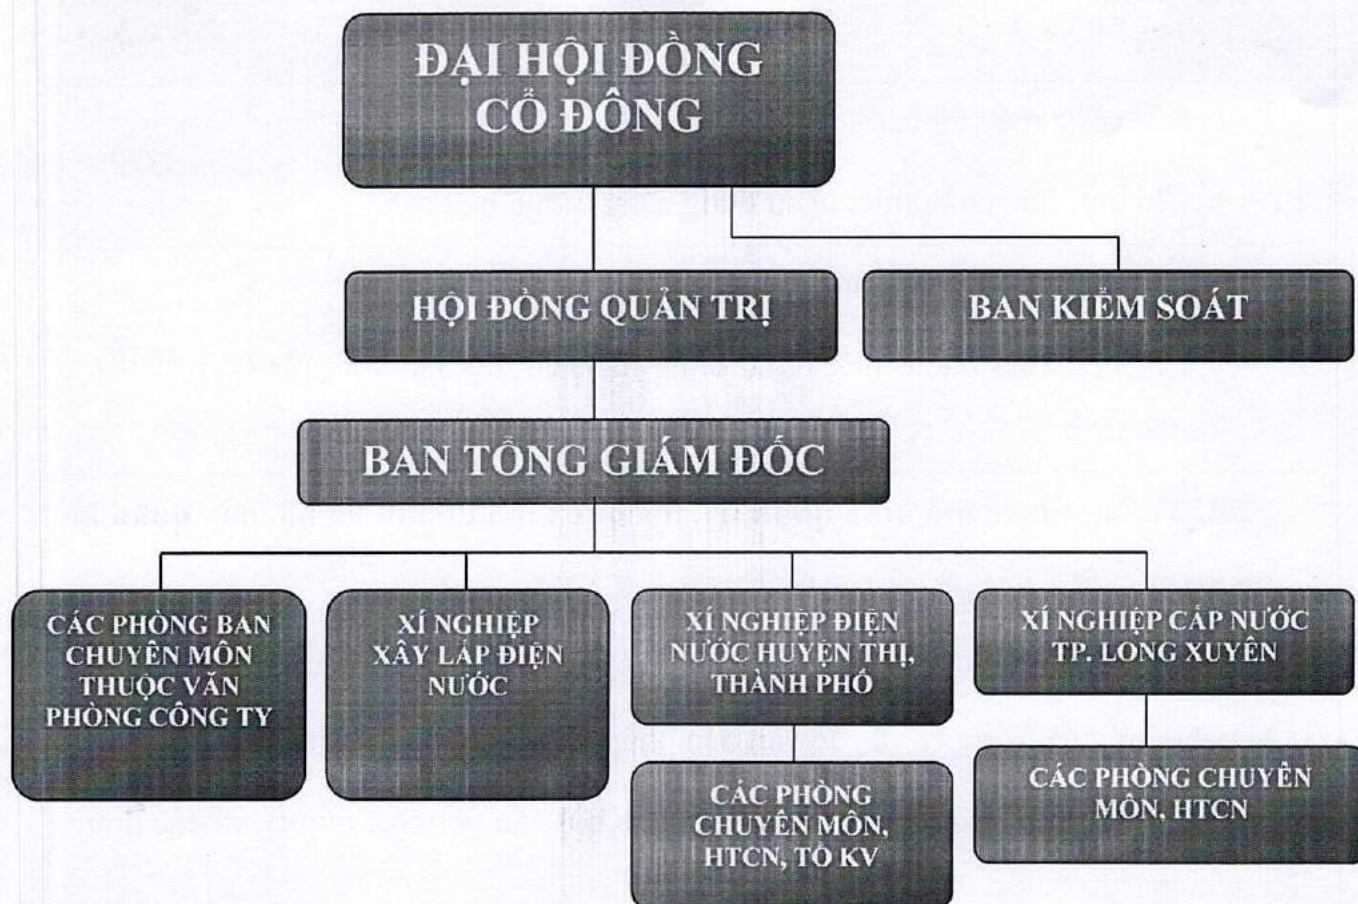 ĐẠI HỘI ĐỒNG
CỔ ĐÔNG
HỘI ĐỒNG QUẢN TRỊ
BAN KIỂM SOÁT
BAN TỔNG GIÁM ĐỐC
CÁC PHÒNG BAN
CHUYÊN MÔN
THUỘC VĂN
PHÒNG CÔNG TY
XÍ NGHIỆP
XÂY LẮP ĐIỆN
NƯỚC
XÍ NGHIỆP ĐIỆN
NƯỚC HUYỆN THỊ,
THÀNH PHỐ
XÍ NGHIỆP CẤP NƯỚC
TP. LONG XUYÊN
CÁC PHÒNG
CHUYÊN MÔN,
HTCN, TỔ KV
CÁC PHÒNG CHUYÊN
MÔN, HTCN